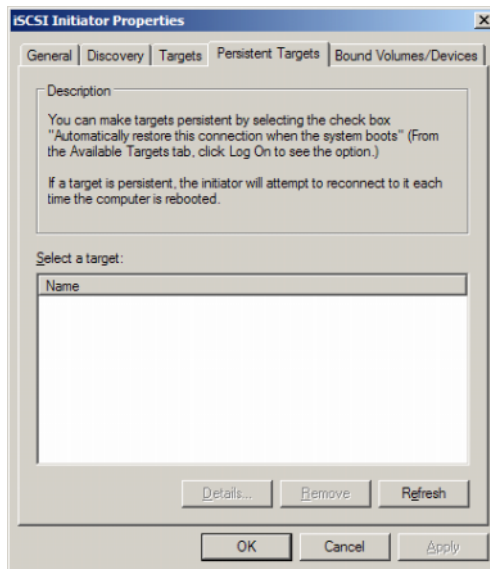 iSCSI Initiator Properties
General Discovery Targets Persistent Targets Bound Volumes/Devices
Description
You can make targets persistent by selecting the check box
"Automatically restore this connection when the system boots" (From
the Available Targets tab, click Log On to see the option.)
If a target is persistent, the initiator will attempt to reconnect to it each
time the computer is rebooted.
Select a target:
Name
Details... Remove Refresh
OK Cancel Apply